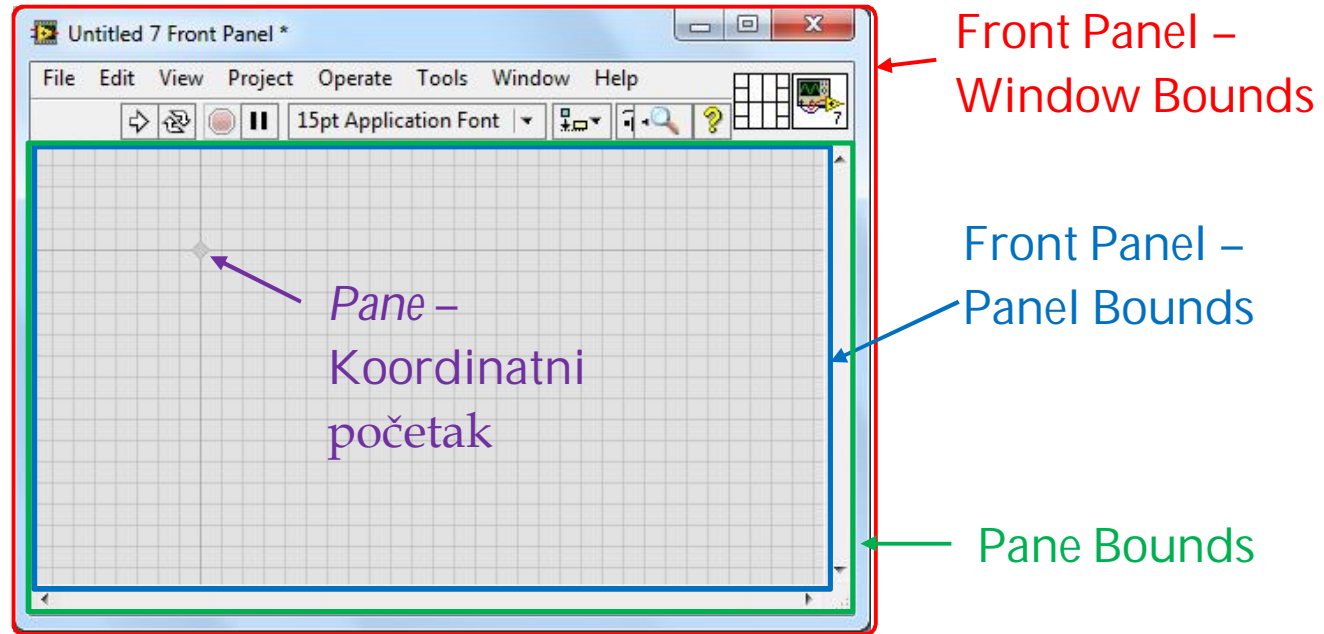 Untitled 7 Front Panel *
File Edit View Project Operate Tools Window Help
15pt Application Font
7
Front Panel –
Window Bounds
Front Panel –
Panel Bounds
Pane –
Koordinatni
početak
Pane Bounds